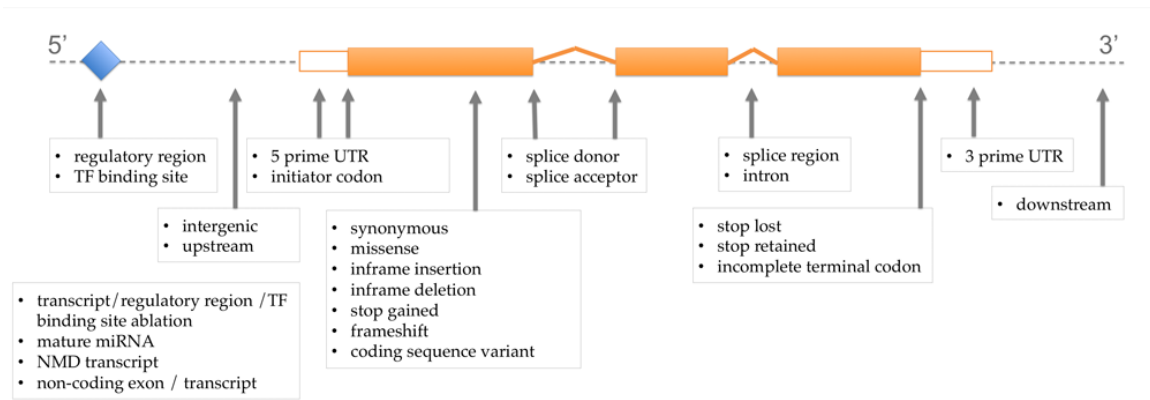 5’
3’
• regulatory region
• TF binding site
• 5 prime UTR
• initiator codon
• splice donor
• splice acceptor
• splice region
• intron
• 3 prime UTR
• intergenic
• upstream
• synonymous
• missense
• inframe insertion
• inframe deletion
• stop gained
• frameshift
• coding sequence variant
• stop lost
• stop retained
• incomplete terminal codon
• downstream
• transcript/regulatory region /TF
binding site ablation
• mature miRNA
• NMD transcript
• non-coding exon / transcript